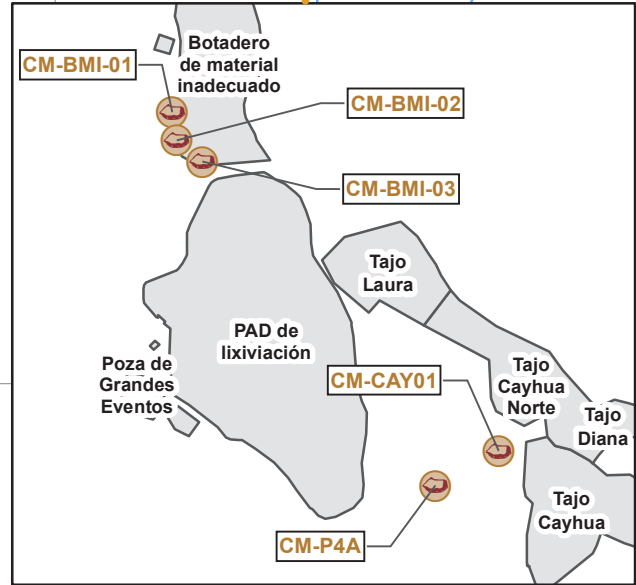 Botadero
de material
inadecuado
CM-BMI-01
CM-BMI-02
CM-BMI-03
Tajo
Laura
PAD de
lixiviación
Poza de
Grandes
Eventos
CM-CAY01
Tajo
Cayhua
Norte
Tajo
Diana
Tajo
Cayhua
CM-P4A